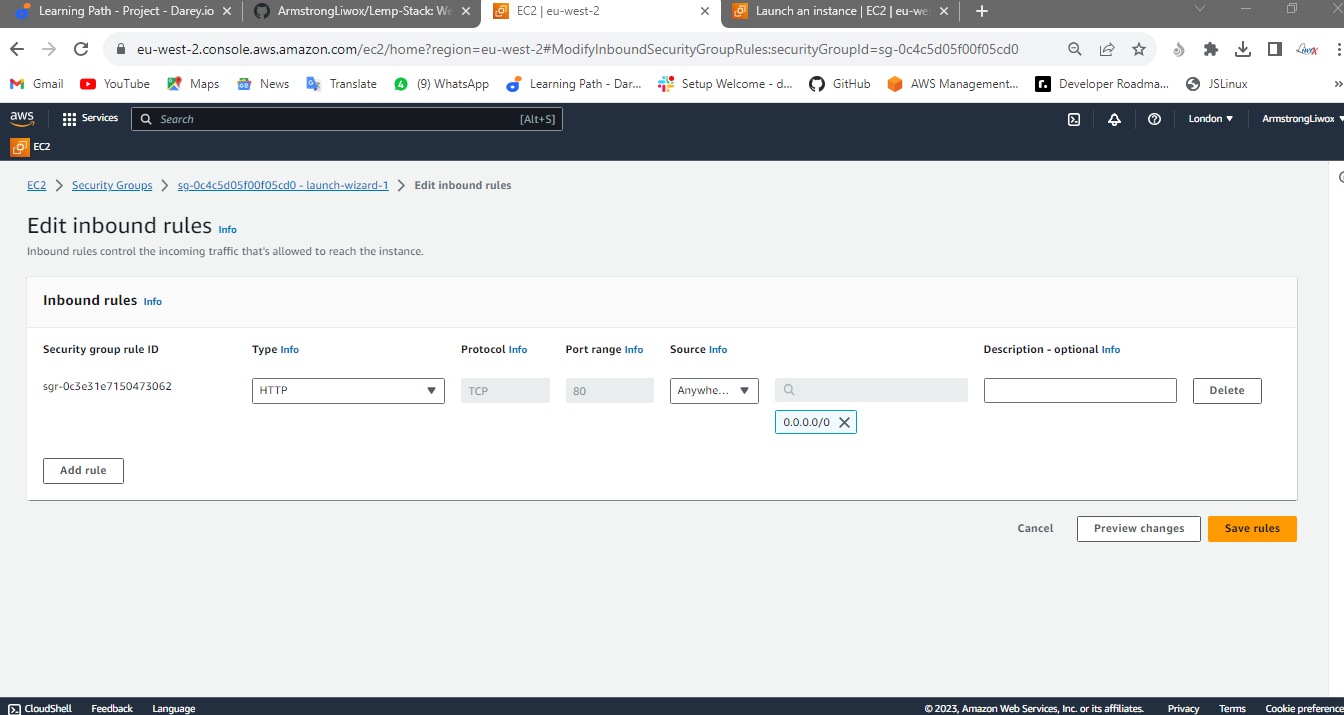 Learning Path - Project - Darey.io
ArmstrongLiwox/Lemp-Stack: We
EC2 | eu-west-2
Launch an instance | EC2 | eu-we
eu-west-2.console.aws.amazon.com/ec2/home?region=eu-west-2#ModifyInboundSecurityGroupRules:securityGroupId=sg-0c4c5d05f00f05cd0
Gmail YouTube Maps News Translate (9) WhatsApp Learning Path - Dar... Setup Welcome - d... GitHub AWS Management... Developer Roadma... JSLinux »
aws Services Search [Alt+S] London ▼ ArmstrongLiwox ▼
EC2
EC2 > Security Groups > sg-0c4c5d05f00f05cd0 - launch-wizard-1 > Edit inbound rules
Edit inbound rules Info
Inbound rules control the incoming traffic that's allowed to reach the instance.
Inbound rules Info
Security group rule ID Type Info Protocol Info Port range Info Source Info Description - optional Info
sgr-0c3e31e7150473062 HTTP ▼ TCP 80 Anywhe... ▼ Delete
0.0.0.0/0
Add rule
Cancel Preview changes Save rules
CloudShell Feedback Language © 2023, Amazon Web Services, Inc. or its affiliates. Privacy Terms Cookie preference